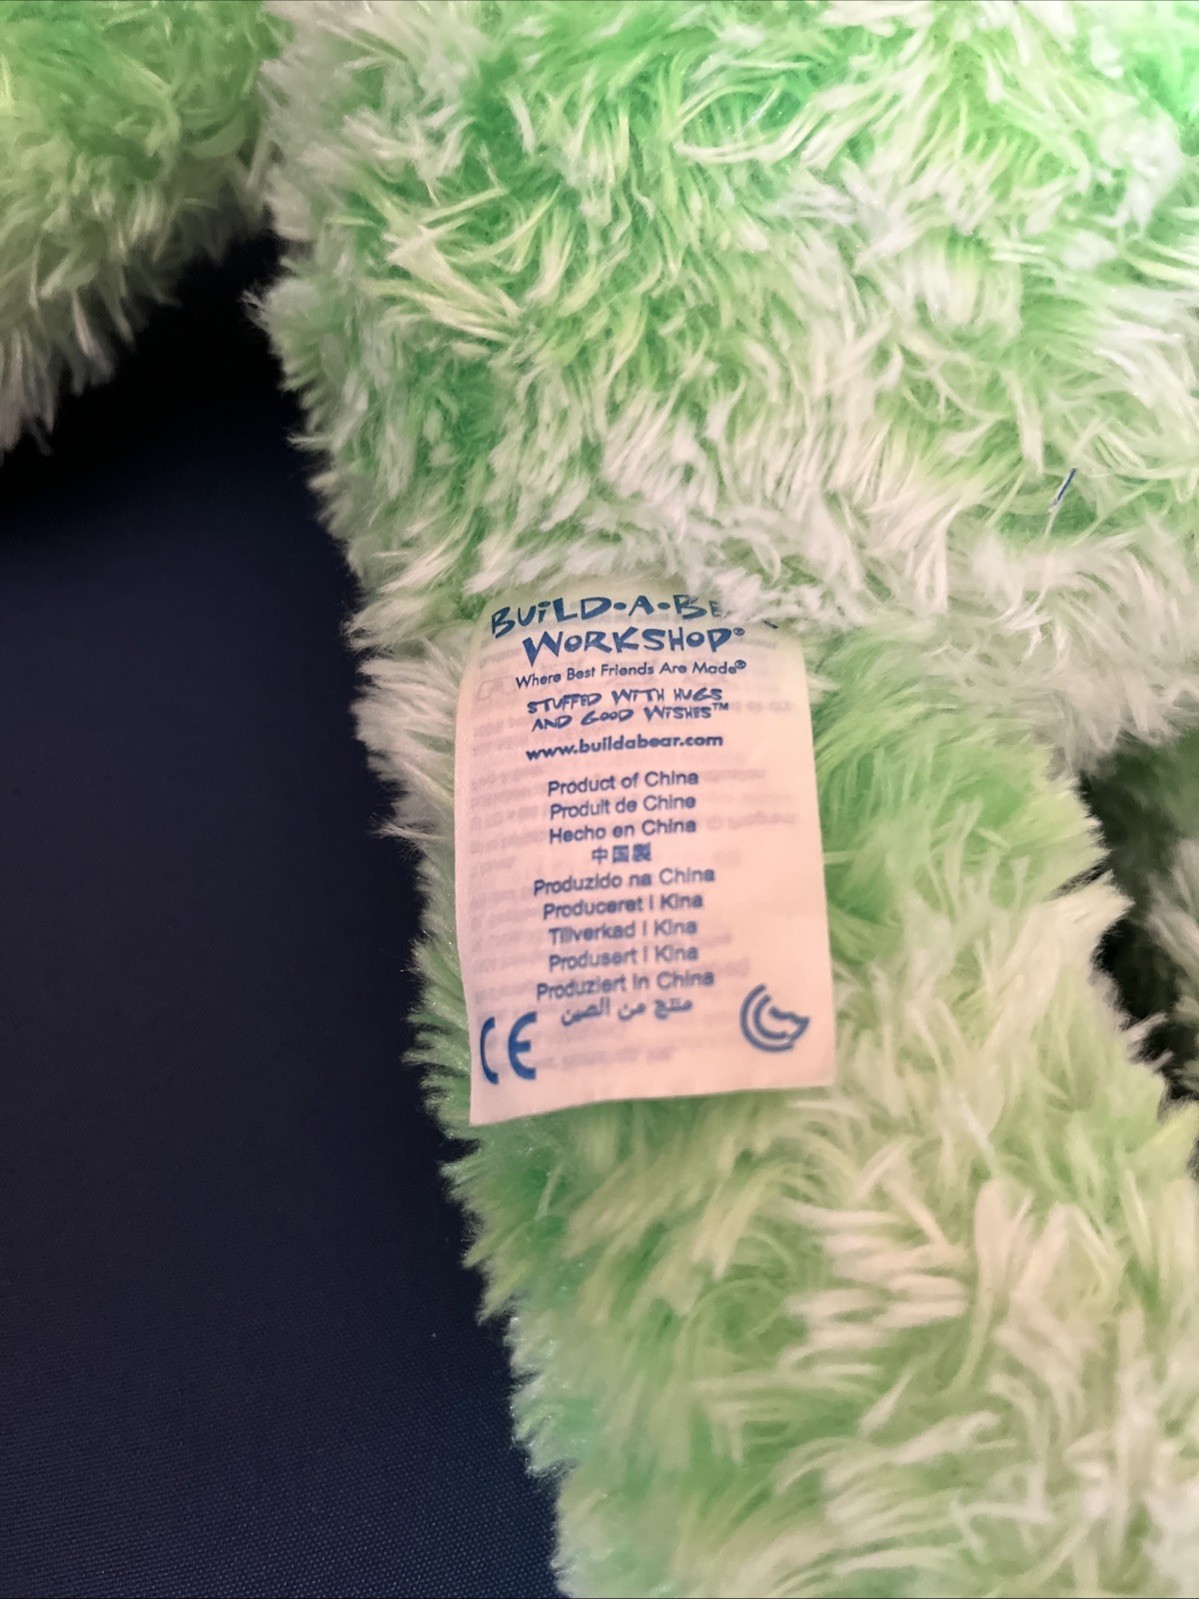 BUILD-A-BEAR
WORKSHOP®
Where Best Friends Are Made®
STUFFED WITH HUGS
AND GOOD WISHES™
www.buildabear.com
Product of China
Produit de Chine
Hecho en China
中国製
Produzido na China
Produceret i Kina
Tillverkad i Kina
Produsert i Kina
Produziert in China
منتج من الصين
CE